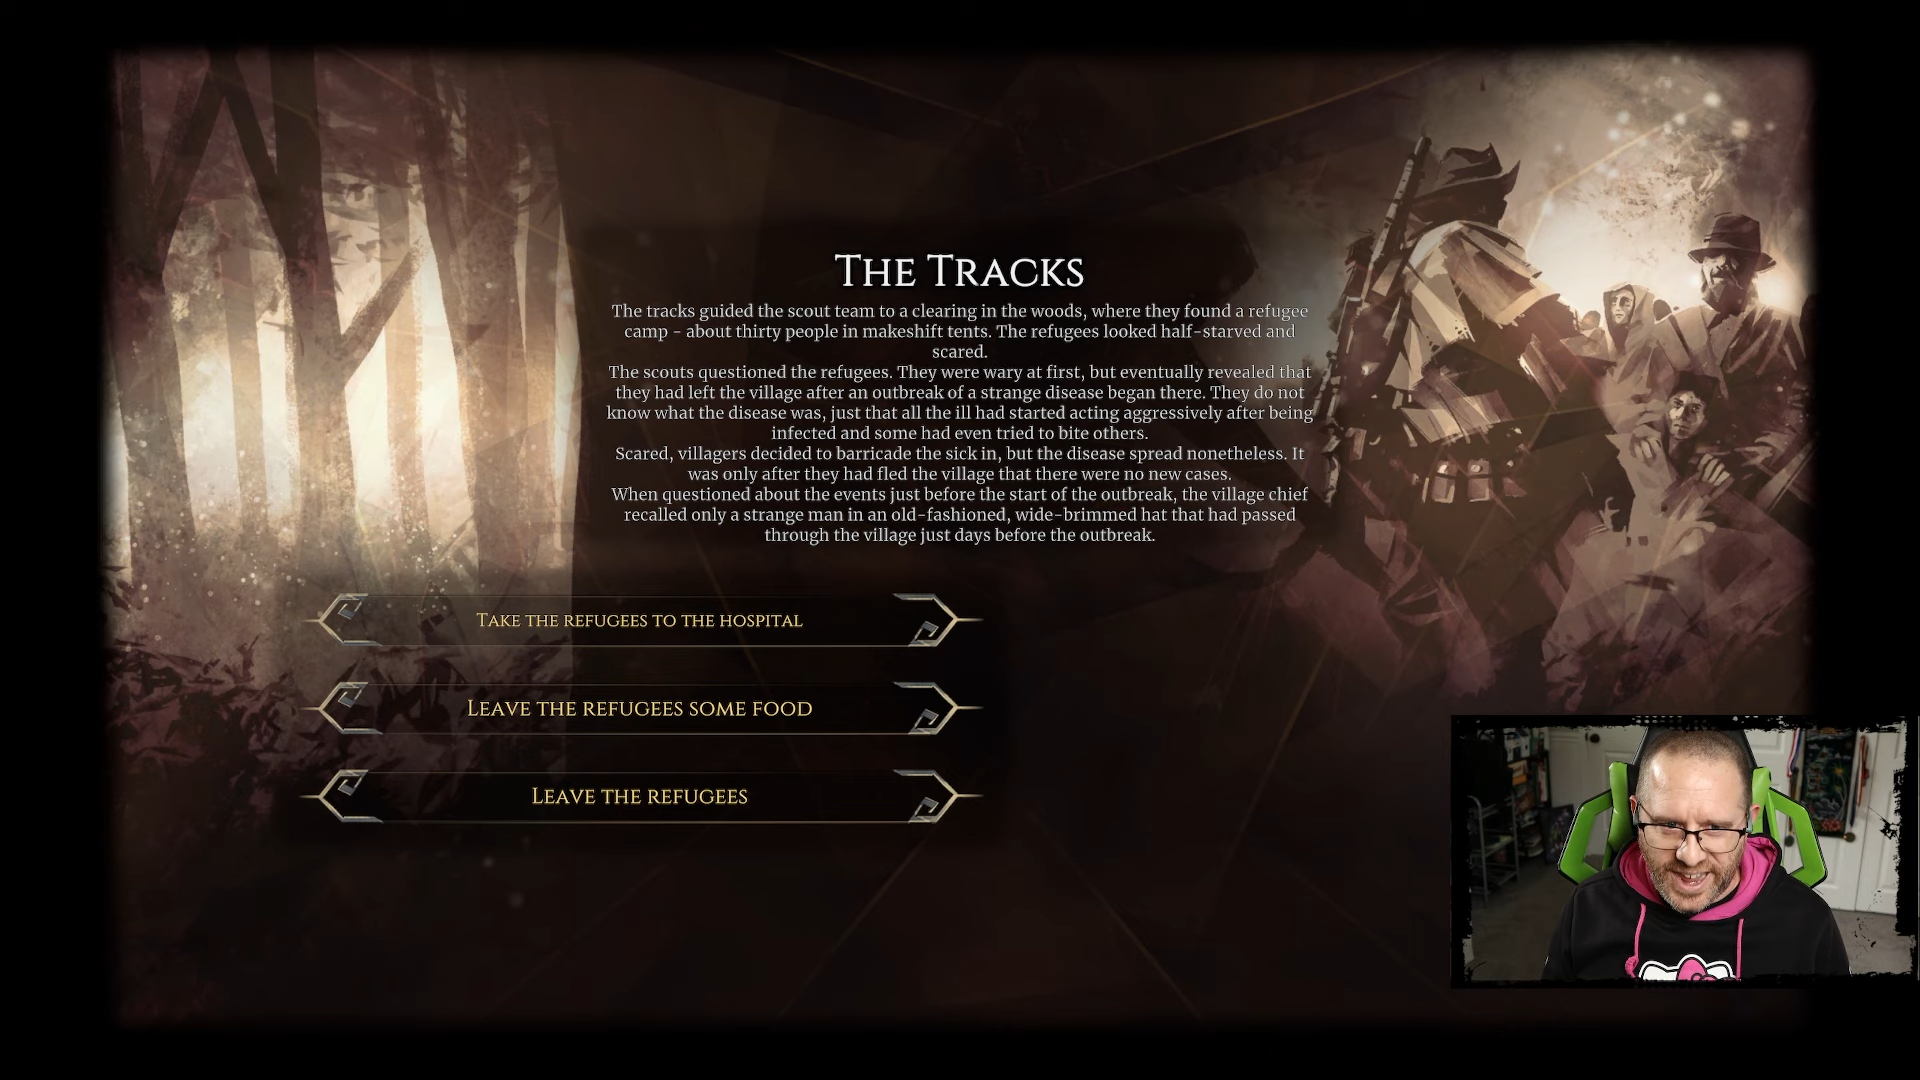 The Tracks
The tracks guided the scout team to a clearing in the woods, where they found a refugee
camp - about thirty people in makeshift tents. The refugees looked half-starved and
scared.
The scouts questioned the refugees. They were wary at first, but eventually revealed that
they had left the village after an outbreak of a strange disease began there. They do not
know what the disease was, just that all the ill had started acting aggressively after being
infected and some had even tried to bite others.
Scared, villagers decided to barricade the sick in, but the disease spread nonetheless. It
was only after they had fled the village that there were no new cases.
When questioned about the events just before the start of the outbreak, the village chief
recalled only a strange man in an old-fashioned, wide-brimmed hat that had passed
through the village just days before the outbreak.
Take the refugees to the hospital
Leave the refugees some food
Leave the refugees